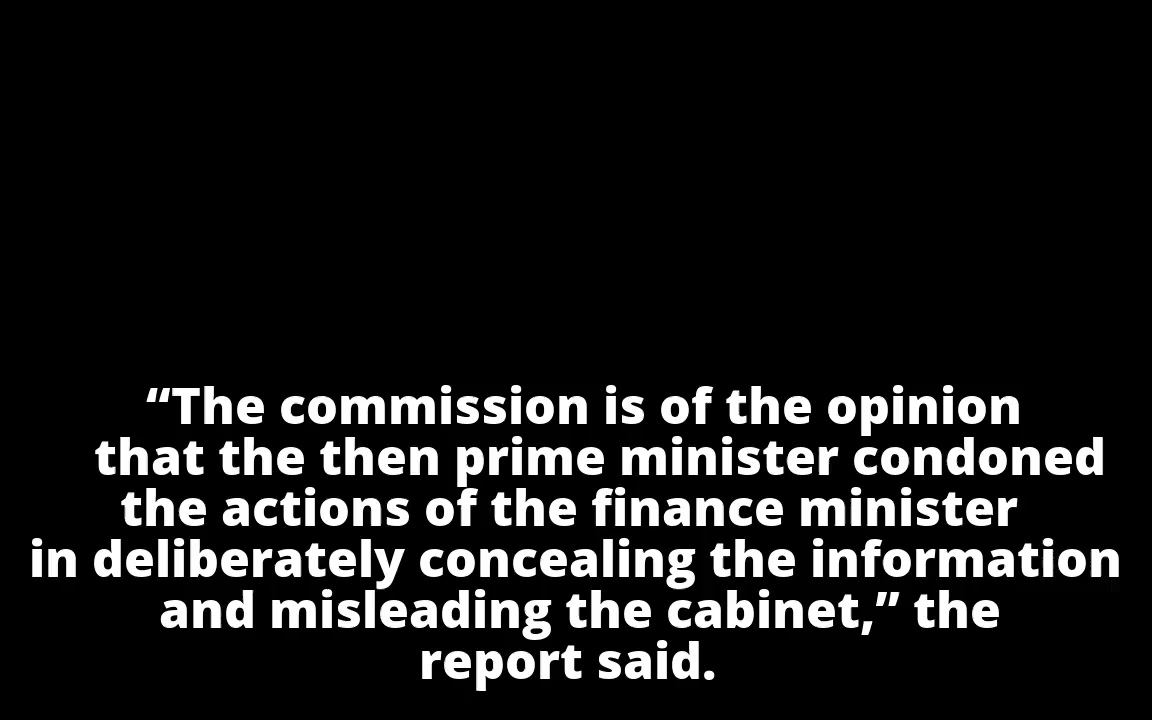 “The commission is of the opinion
that the then prime minister condoned
the actions of the finance minister
in deliberately concealing the information
and misleading the cabinet,” the
report said.